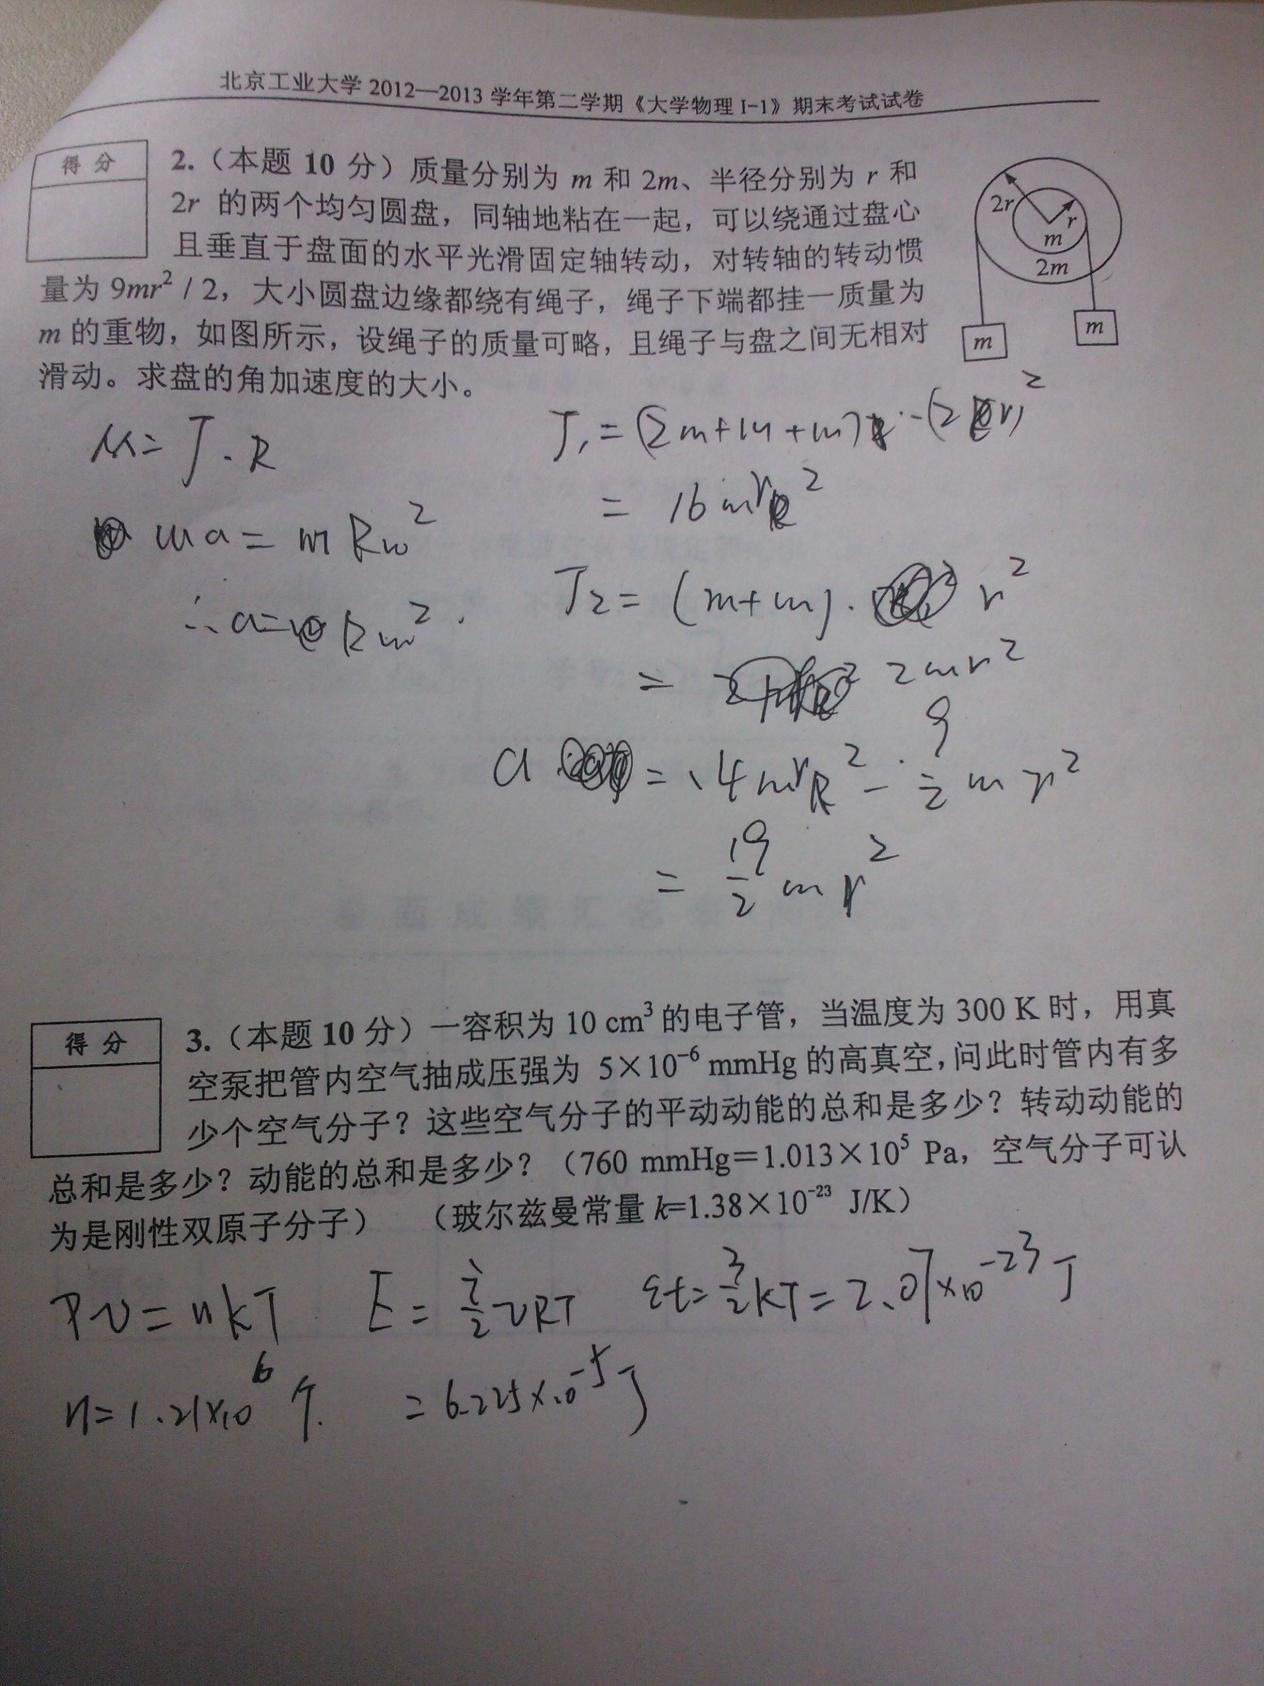 北京工业大学 2012—2013 学年第二学期《大学物理 I-1》期末考试试卷
得 分
2.（本题 10 分）质量分别为 m 和 2m、半径分别为 r 和
2r 的两个均匀圆盘，同轴地粘在一起，可以绕通过盘心
且垂直于盘面的水平光滑固定轴转动，对转轴的转动惯
量为 9mr² / 2，大小圆盘边缘都绕有绳子，绳子下端都挂一质量为
m 的重物，如图所示，设绳子的质量可略，且绳子与盘之间无相对
滑动。求盘的角加速度的大小。
2r
r
m
2m
m
m
M = J · R
ma = m Rω²
∴ a = Rω².
J₁ = (2m+m+m) · (2r)²
= 16mr²
J₂ = (m+m) · r²
= 2mr²
a = 14mr² - 9/2 mr²
= 19/2 mr²
得 分
3.（本题 10 分）一容积为 10 cm³ 的电子管，当温度为 300 K 时，用真
空泵把管内空气抽成压强为 5×10⁻⁶ mmHg 的高真空，问此时管内有多
少个空气分子？这些空气分子的平动动能的总和是多少？转动动能的
总和是多少？动能的总和是多少？（760 mmHg＝1.013×10⁵ Pa，空气分子可认
为是刚性双原子分子） （玻尔兹曼常量 k=1.38×10⁻²³ J/K）
PV = nkT E = i/2 νRT εt = 3/2 kT = 2.07×10⁻²³ J
n = 1.21×10⁶ 个. = 6.225×10⁻⁵ J